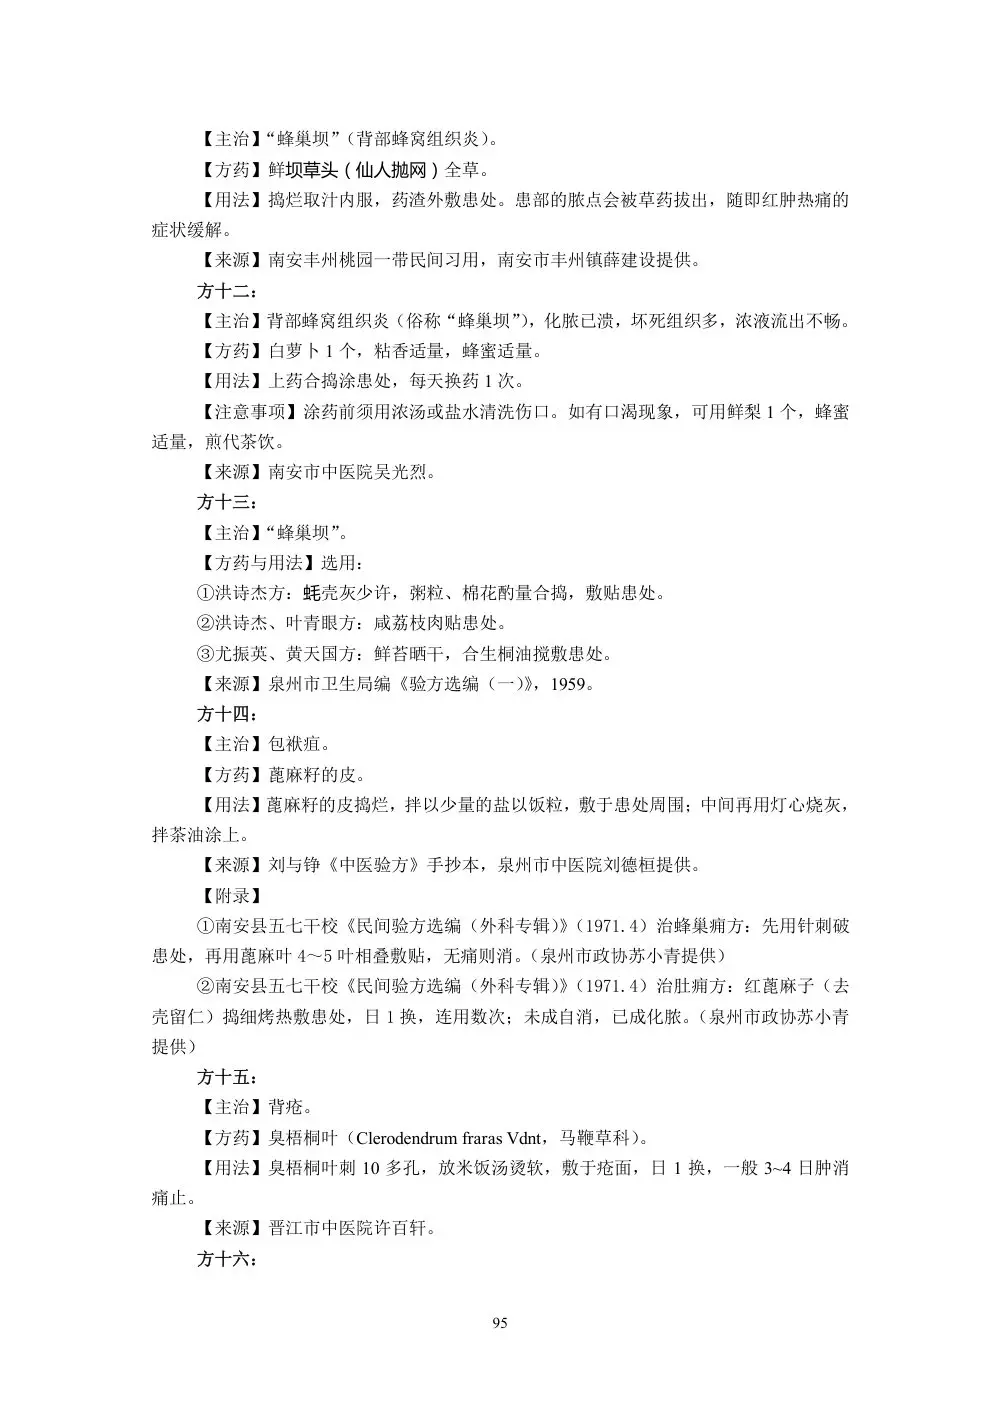 【主治】“蜂巢坝”（背部蜂窝组织炎）。
【方药】鲜坝草头（仙人抛网）全草。
【用法】捣烂取汁内服，药渣外敷患处。患部的脓点会被草药拔出，随即红肿热痛的
症状缓解。
【来源】南安丰州桃园一带民间习用，南安市丰州镇薛建设提供。
方十二：
【主治】背部蜂窝组织炎（俗称“蜂巢坝”），化脓已溃，坏死组织多，浓液流出不畅。
【方药】白萝卜 1 个，粘香适量，蜂蜜适量。
【用法】上药合捣涂患处，每天换药 1 次。
【注意事项】涂药前须用浓汤或盐水清洗伤口。如有口渴现象，可用鲜梨 1 个，蜂蜜
适量，煎代茶饮。
【来源】南安市中医院吴光烈。
方十三：
【主治】“蜂巢坝”。
【方药与用法】选用：
①洪诗杰方：蚝壳灰少许，粥粒、棉花酌量合捣，敷贴患处。
②洪诗杰、叶青眼方：咸荔枝肉贴患处。
③尤振英、黄天国方：鲜苔晒干，合生桐油搅敷患处。
【来源】泉州市卫生局编《验方选编（一）》，1959。
方十四：
【主治】包袱疽。
【方药】蓖麻籽的皮。
【用法】蓖麻籽的皮捣烂，拌以少量的盐以饭粒，敷于患处周围；中间再用灯心烧灰，
拌茶油涂上。
【来源】刘与铮《中医验方》手抄本，泉州市中医院刘德桓提供。
【附录】
①南安县五七干校《民间验方选编（外科专辑）》（1971.4）治蜂巢痈方：先用针刺破
患处，再用蓖麻叶 4～5 叶相叠敷贴，无痛则消。（泉州市政协苏小青提供）
②南安县五七干校《民间验方选编（外科专辑）》（1971.4）治肚痈方：红蓖麻子（去
壳留仁）捣细烤热敷患处，日 1 换，连用数次；未成自消，已成化脓。（泉州市政协苏小青
提供）
方十五：
【主治】背疮。
【方药】臭梧桐叶（Clerodendrum fraras Vdnt，马鞭草科）。
【用法】臭梧桐叶刺 10 多孔，放米饭汤烫软，敷于疮面，日 1 换，一般 3~4 日肿消
痛止。
【来源】晋江市中医院许百轩。
方十六：
95